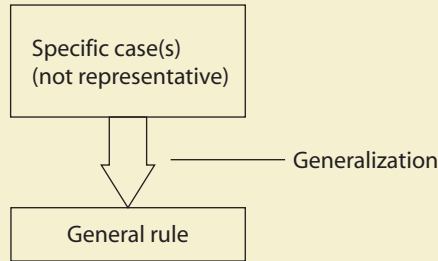 Specific case(s)
(not representative)
Generalization
General rule